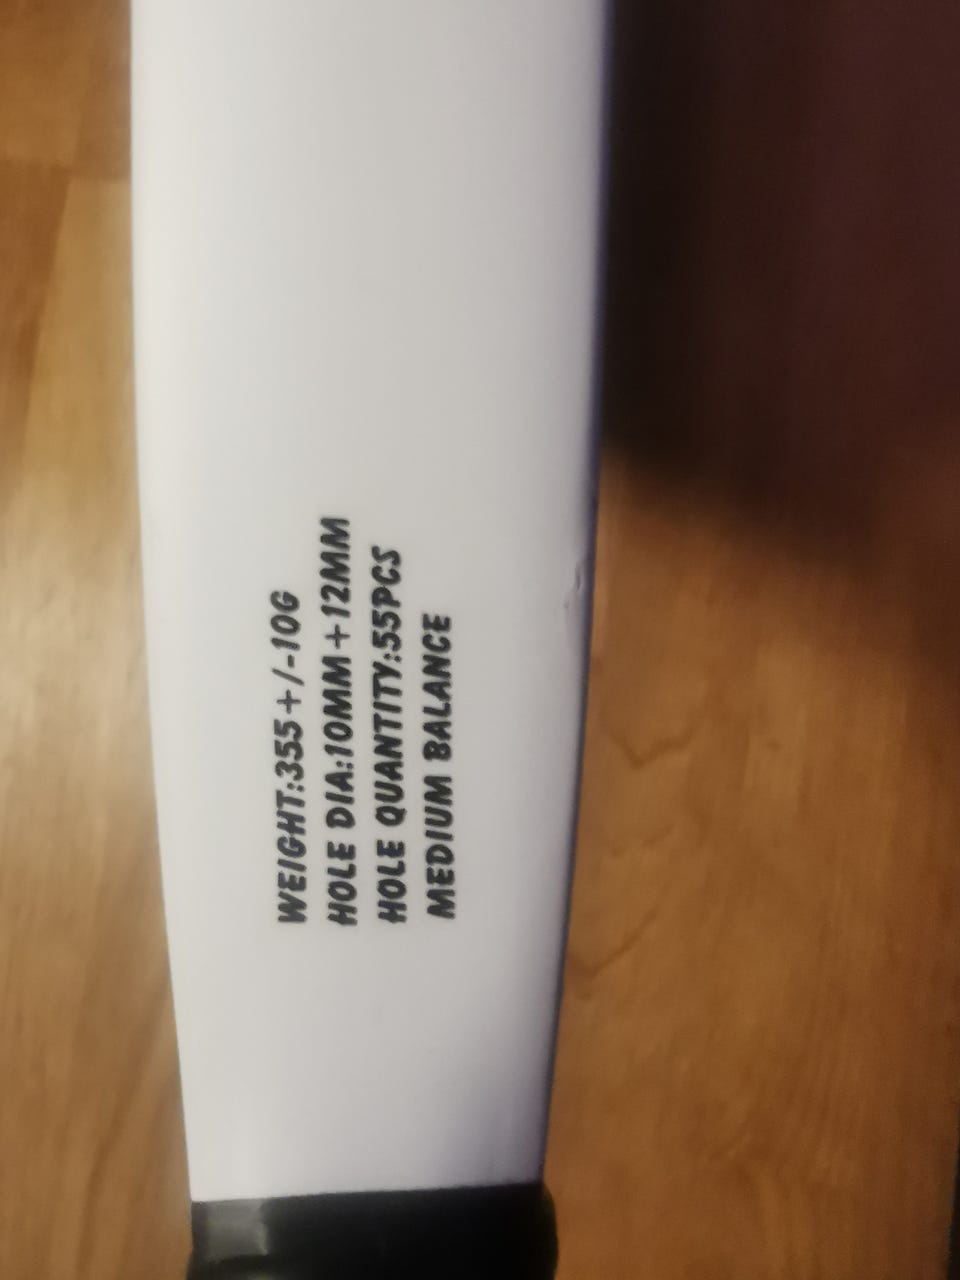 WEIGHT:355+/-10G
HOLE DIA:10MM+12MM
HOLE QUANTITY:55PCS
MEDIUM BALANCE